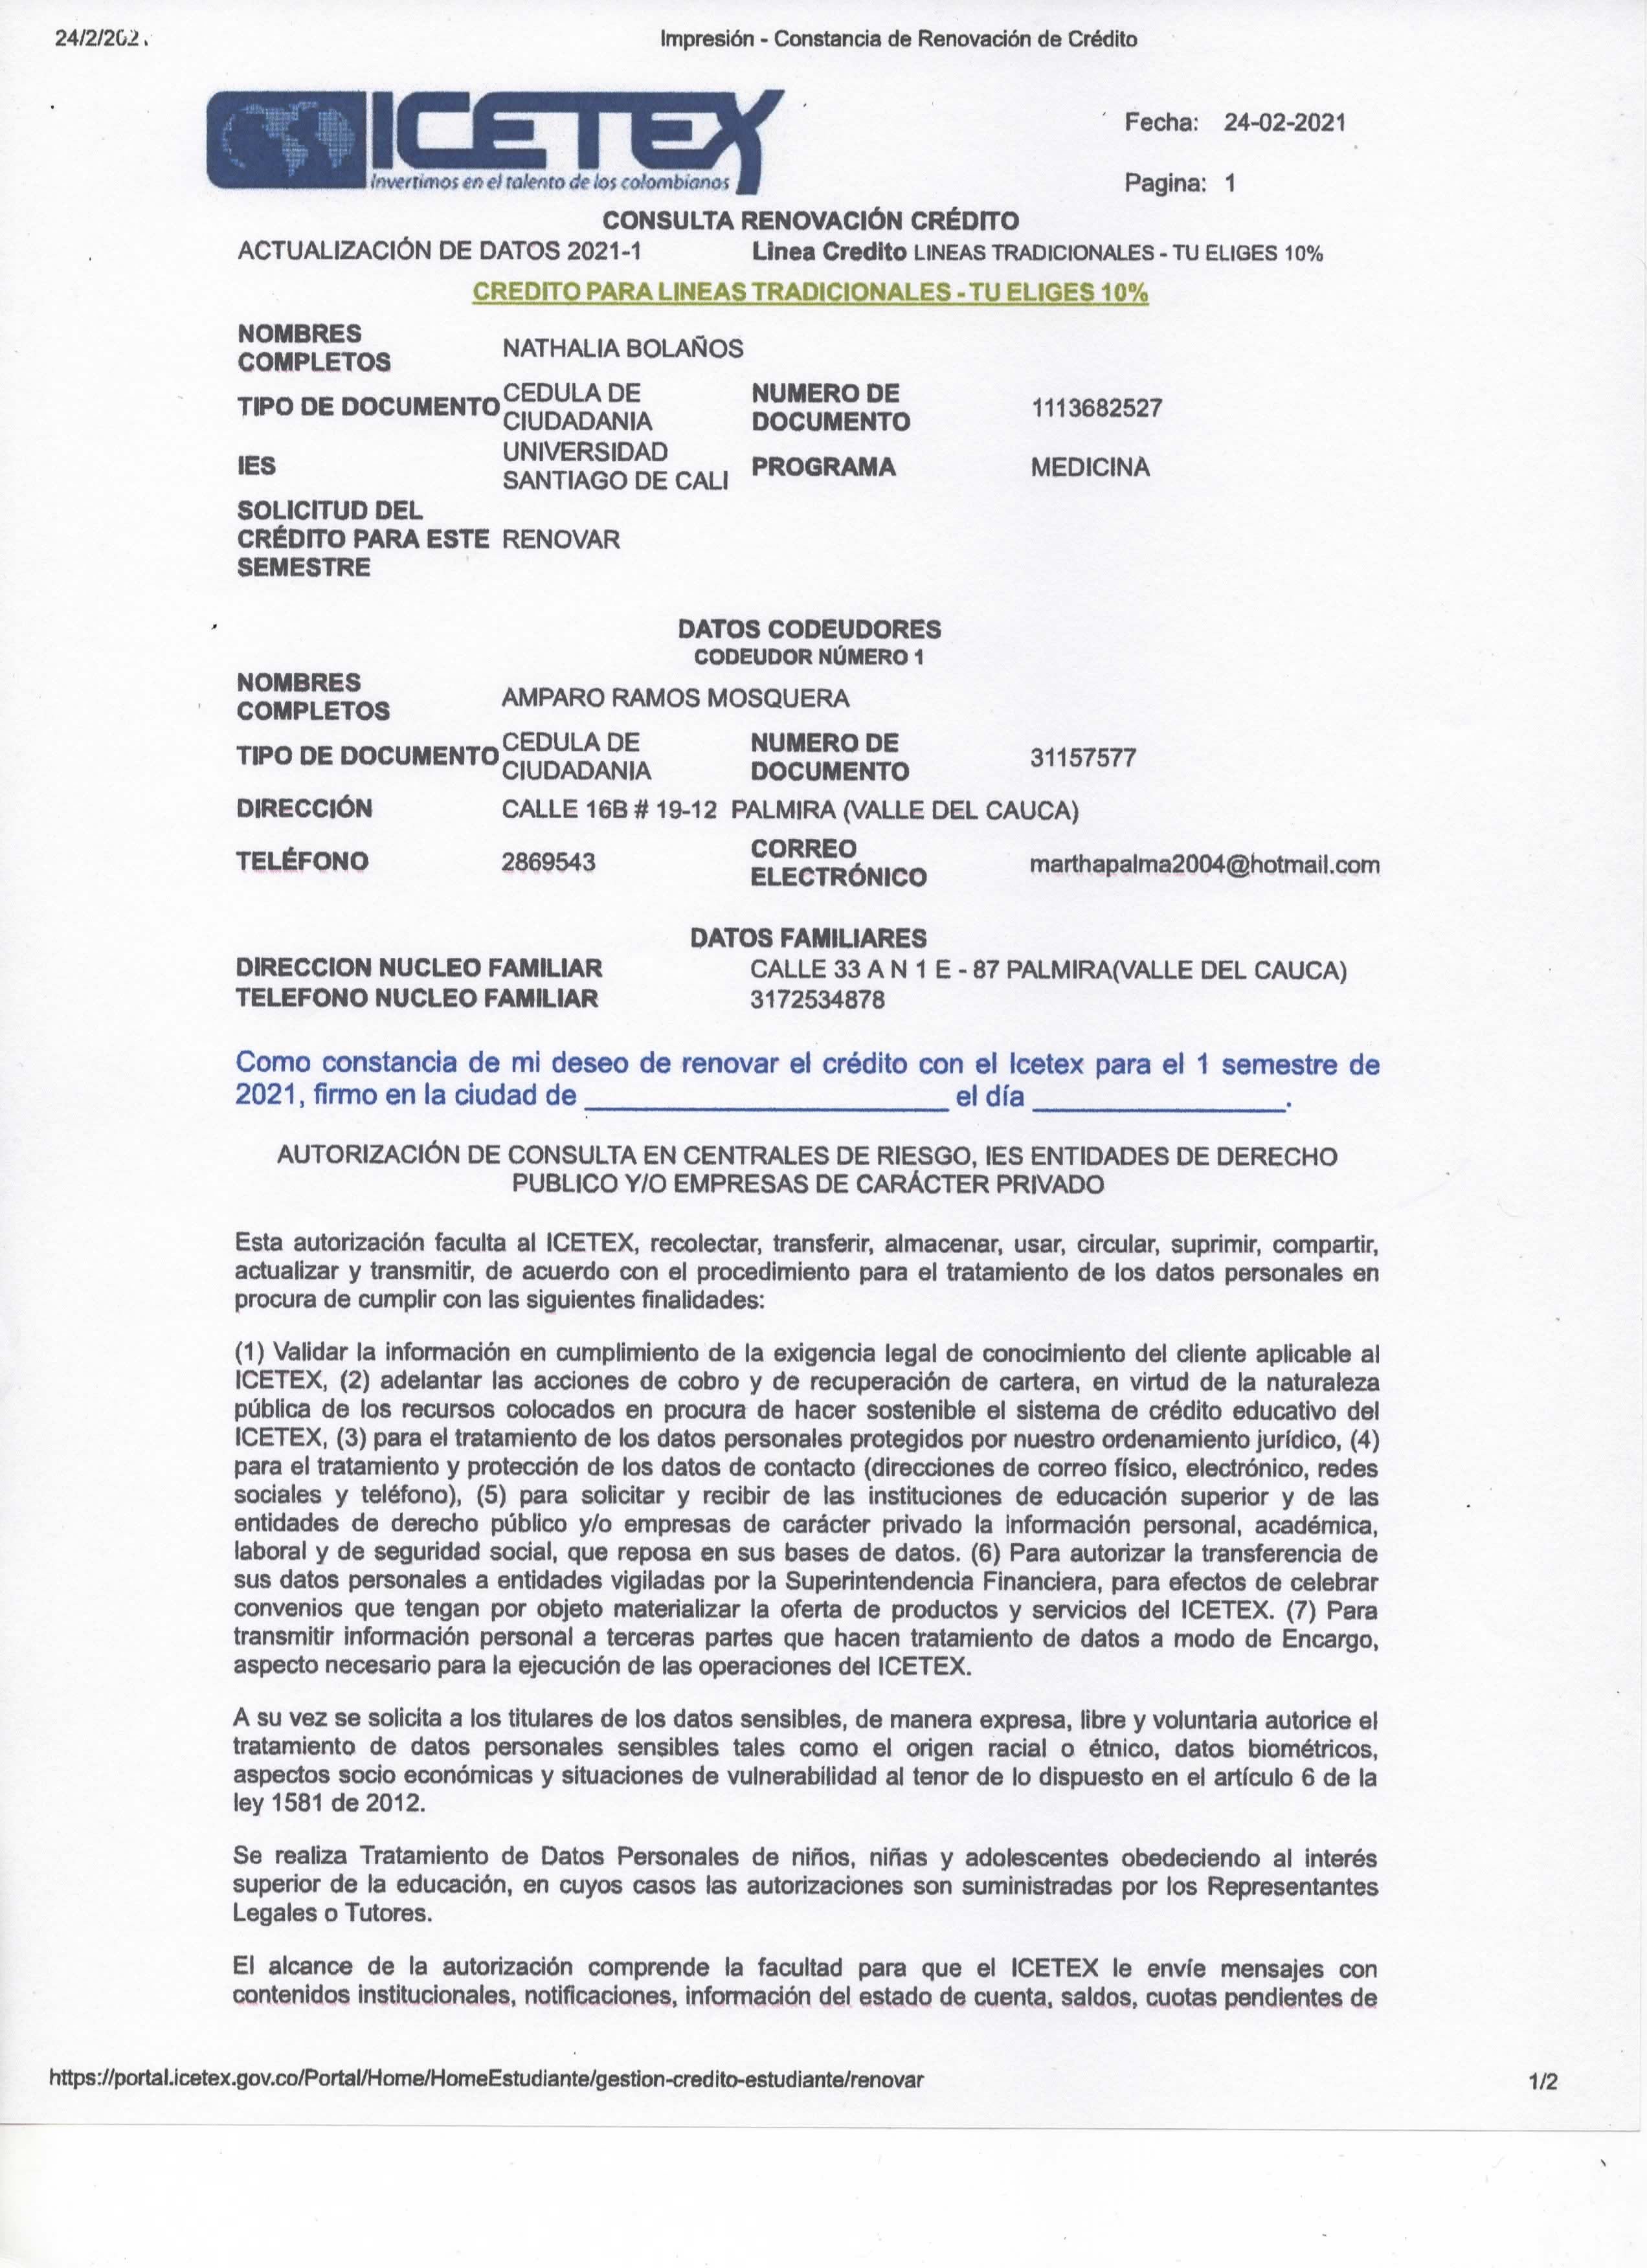 24/2/202
Impresión - Constancia de Renovación de Crédito
ICETEX
Invertimos en el talento de los colombianos
Fecha: 24-02-2021
Pagina: 1
CONSULTA RENOVACIÓN CRÉDITO
ACTUALIZACIÓN DE DATOS 2021-1 Linea Credito LINEAS TRADICIONALES - TU ELIGES 10%
CREDITO PARA LINEAS TRADICIONALES - TU ELIGES 10%
NOMBRES
COMPLETOS
NATHALIA BOLAÑOS
TIPO DE DOCUMENTO
CEDULA DE
CIUDADANIA
NUMERO DE
DOCUMENTO
1113682527
IES
UNIVERSIDAD
SANTIAGO DE CALI
PROGRAMA
MEDICINA
SOLICITUD DEL
CRÉDITO PARA ESTE
SEMESTRE
RENOVAR
DATOS CODEUDORES
CODEUDOR NÚMERO 1
NOMBRES
COMPLETOS
AMPARO RAMOS MOSQUERA
TIPO DE DOCUMENTO
CEDULA DE
CIUDADANIA
NUMERO DE
DOCUMENTO
31157577
DIRECCIÓN
CALLE 16B # 19-12 PALMIRA (VALLE DEL CAUCA)
TELÉFONO
2869543
CORREO
ELECTRÓNICO
marthapalma2004@hotmail.com
DATOS FAMILIARES
DIRECCION NUCLEO FAMILIAR CALLE 33 A N 1 E - 87 PALMIRA(VALLE DEL CAUCA)
TELEFONO NUCLEO FAMILIAR 3172534878
Como constancia de mi deseo de renovar el crédito con el Icetex para el 1 semestre de
2021, firmo en la ciudad de ____________________ el día ______________.
AUTORIZACIÓN DE CONSULTA EN CENTRALES DE RIESGO, IES ENTIDADES DE DERECHO
PUBLICO Y/O EMPRESAS DE CARÁCTER PRIVADO
Esta autorización faculta al ICETEX, recolectar, transferir, almacenar, usar, circular, suprimir, compartir,
actualizar y transmitir, de acuerdo con el procedimiento para el tratamiento de los datos personales en
procura de cumplir con las siguientes finalidades:
(1) Validar la información en cumplimiento de la exigencia legal de conocimiento del cliente aplicable al
ICETEX, (2) adelantar las acciones de cobro y de recuperación de cartera, en virtud de la naturaleza
pública de los recursos colocados en procura de hacer sostenible el sistema de crédito educativo del
ICETEX, (3) para el tratamiento de los datos personales protegidos por nuestro ordenamiento jurídico, (4)
para el tratamiento y protección de los datos de contacto (direcciones de correo físico, electrónico, redes
sociales y teléfono), (5) para solicitar y recibir de las instituciones de educación superior y de las
entidades de derecho público y/o empresas de carácter privado la información personal, académica,
laboral y de seguridad social, que reposa en sus bases de datos. (6) Para autorizar la transferencia de
sus datos personales a entidades vigiladas por la Superintendencia Financiera, para efectos de celebrar
convenios que tengan por objeto materializar la oferta de productos y servicios del ICETEX. (7) Para
transmitir información personal a terceras partes que hacen tratamiento de datos a modo de Encargo,
aspecto necesario para la ejecución de las operaciones del ICETEX.
A su vez se solicita a los titulares de los datos sensibles, de manera expresa, libre y voluntaria autorice el
tratamiento de datos personales sensibles tales como el origen racial o étnico, datos biométricos,
aspectos socio económicas y situaciones de vulnerabilidad al tenor de lo dispuesto en el artículo 6 de la
ley 1581 de 2012.
Se realiza Tratamiento de Datos Personales de niños, niñas y adolescentes obedeciendo al interés
superior de la educación, en cuyos casos las autorizaciones son suministradas por los Representantes
Legales o Tutores.
El alcance de la autorización comprende la facultad para que el ICETEX le envíe mensajes con
contenidos institucionales, notificaciones, información del estado de cuenta, saldos, cuotas pendientes de
https://portal.icetex.gov.co/Portal/Home/HomeEstudiante/gestion-credito-estudiante/renovar
1/2